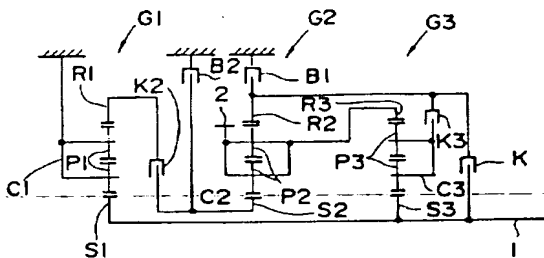 G1 G2 G3
B2 B1
R1 K2 2 R3 R2 K3
P1 P3 K
C1 C2 P2 C3
S1 S2 S3 1